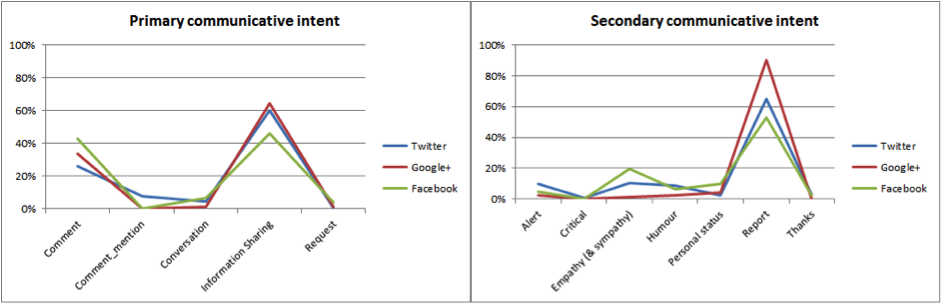 Primary communicative intent
100%
80%
60%
40%
20%
0%
Comment
Comment_mention
Conversation
Information Sharing
Request
Twitter
Google+
Facebook
Secondary communicative intent
100%
80%
60%
40%
20%
0%
Alert
Critical
Empathy (& sympathy)
Humour
Personal status
Report
Thanks
Twitter
Google+
Facebook